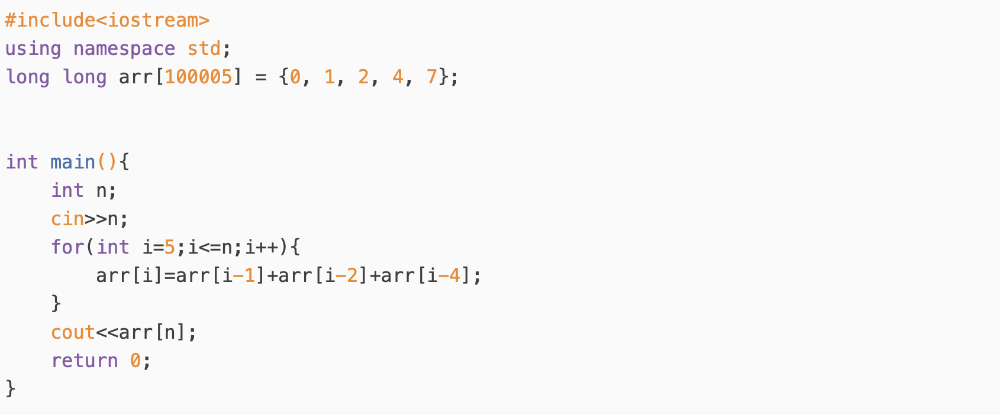 #include<iostream>
using namespace std;
long long arr[100005] = {0, 1, 2, 4, 7};
int main(){
    int n;
    cin>>n;
    for(int i=5;i<=n;i++){
        arr[i]=arr[i-1]+arr[i-2]+arr[i-4];
    }
    cout<<arr[n];
    return 0;
}